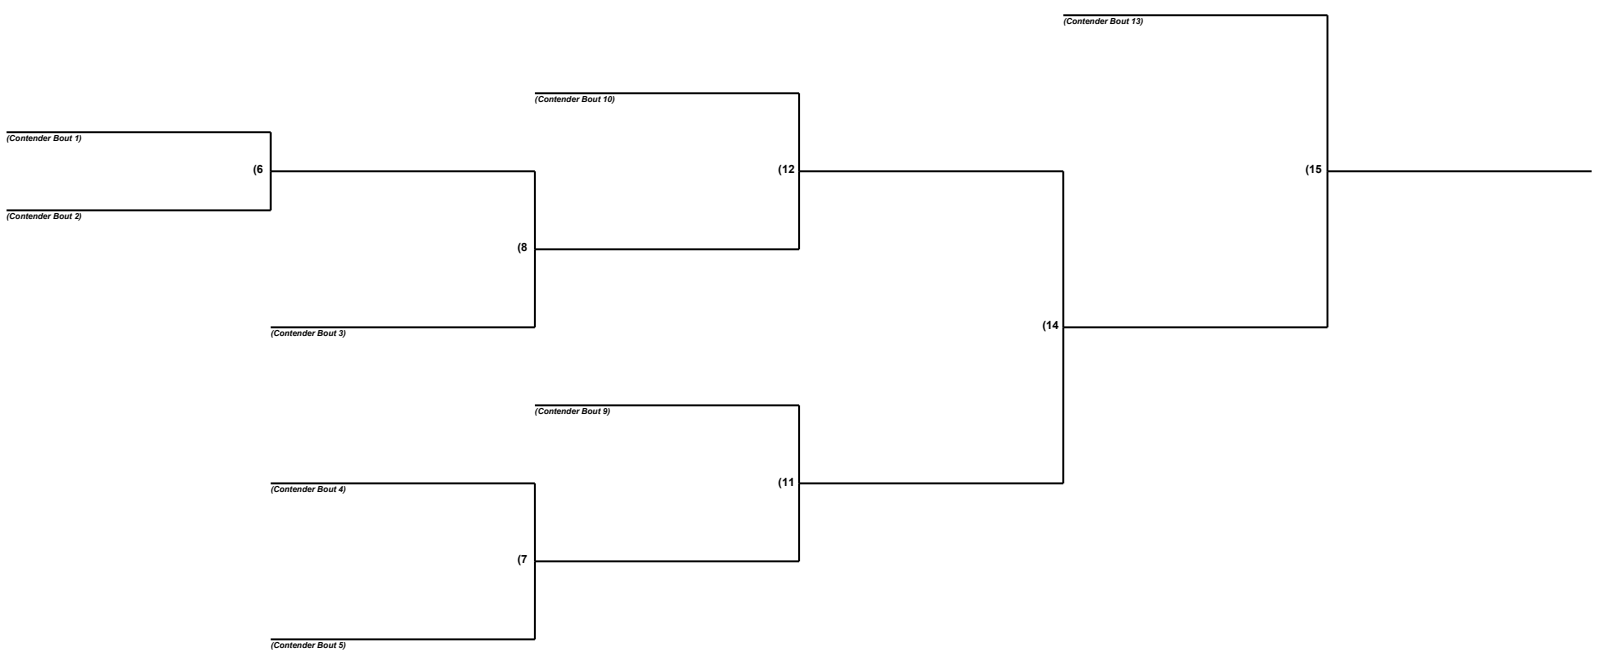 (Contender Bout 13)
(Contender Bout 10)
(Contender Bout 1)
(6
(12
(15
(Contender Bout 2)
(8
(Contender Bout 3)
(14
(Contender Bout 9)
(Contender Bout 4)
(11
(7
(Contender Bout 5)